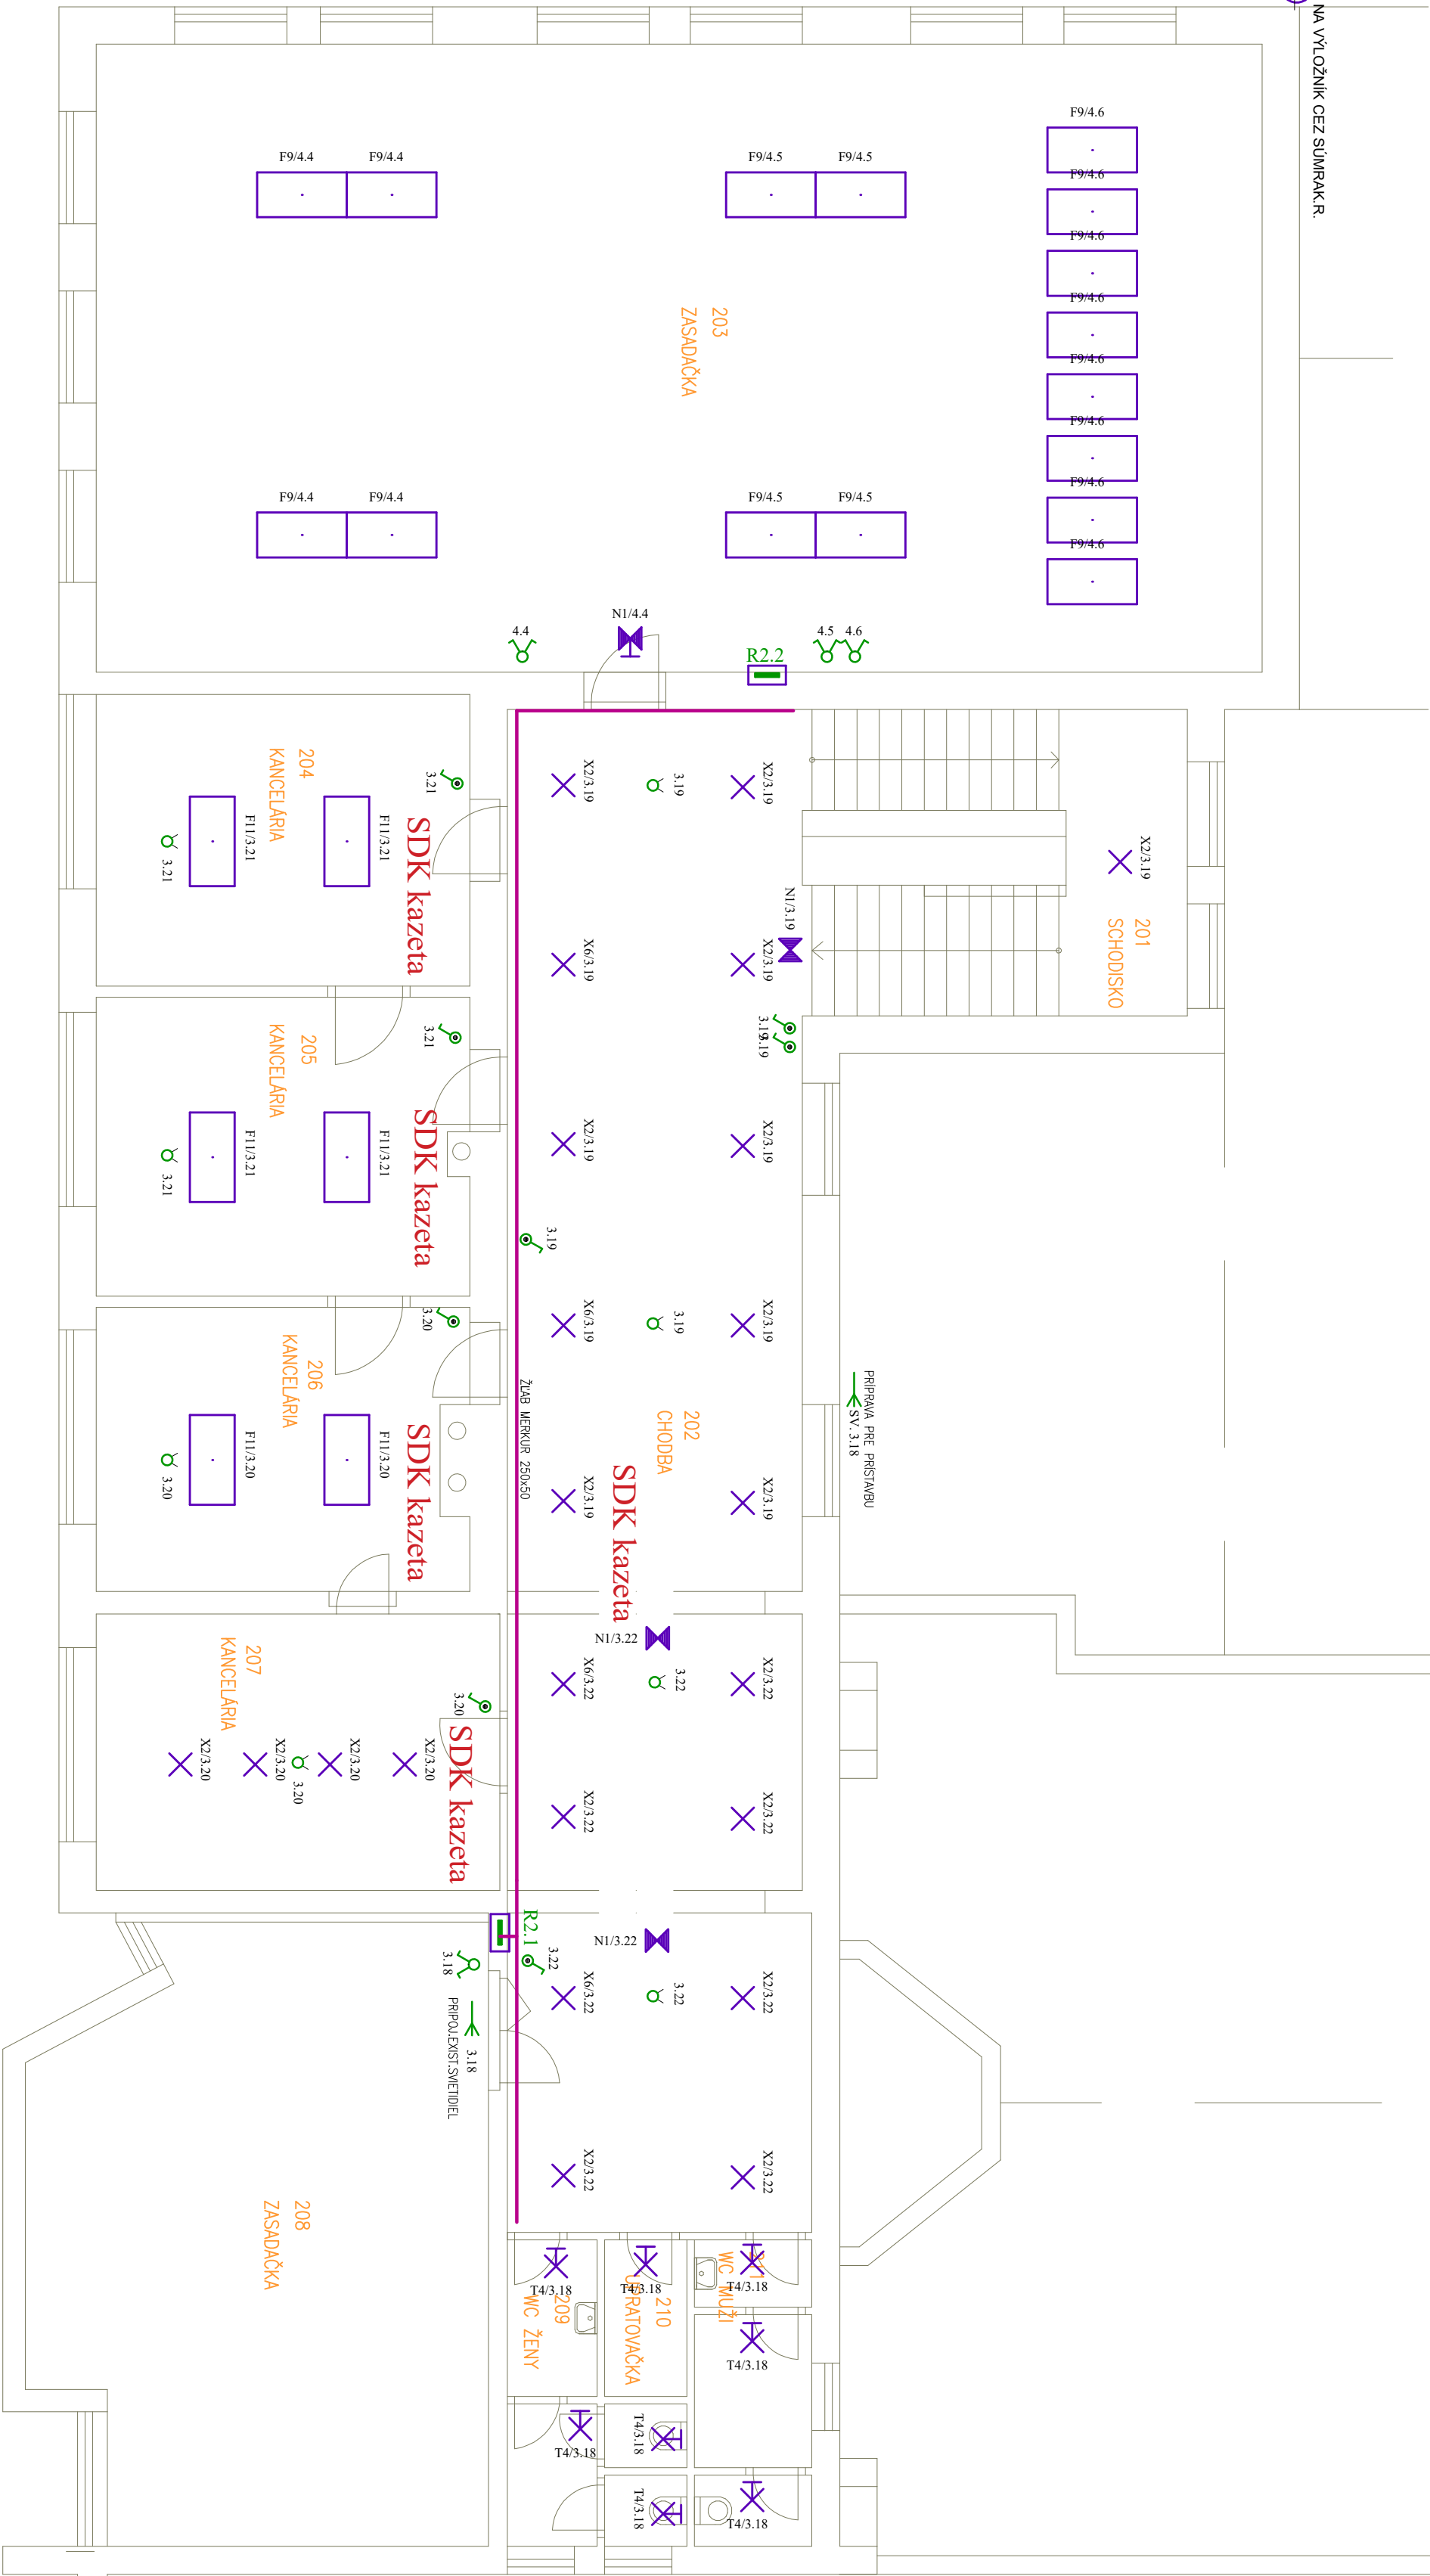 NA VÝLOŽNÍK CEZ SÚMRAK.R.
F9/4.6
F9/4.6
F9/4.6
F9/4.6
F9/4.6
F9/4.6
F9/4.6
F9/4.6
F9/4.4
F9/4.4
F9/4.5
F9/4.5
203
ZASADAČKA
F9/4.4
F9/4.4
F9/4.5
F9/4.5
N1/4.4
4.4
4.5
4.6
R2.2
204
KANCELÁRIA
3.21
F11/3.21
F11/3.21
3.21
SDK kazeta
X2/3.19
3.19
X2/3.19
X2/3.19
201
SCHODISKO
N1/3.19
X6/3.19
X2/3.19
3.19
3.19
205
KANCELÁRIA
3.21
F11/3.21
F11/3.21
3.21
SDK kazeta
X2/3.19
X2/3.19
3.19
X6/3.19
3.19
X2/3.19
206
KANCELÁRIA
3.20
F11/3.20
F11/3.20
3.20
SDK kazeta
ŽĽAB MERKUR 250x50
202
CHODBA
SDK kazeta
PRÍPRAVA PRE PRÍSTAVBU
SV. 3.18
X2/3.19
X2/3.19
N1/3.22
X6/3.22
3.22
X2/3.22
207
KANCELÁRIA
3.20
X2/3.20
X2/3.20
X2/3.20
X2/3.20
3.20
SDK kazeta
X2/3.22
X2/3.22
R2.1
3.22
3.18
N1/3.22
X6/3.22
3.22
X2/3.22
3.18
PRIPOJ.EXIST.SVIETIDIEL
X2/3.22
X2/3.22
208
ZASADAČKA
T4/3.18
T4/3.18
T4/3.18
209
WC ŽENY
210
UPRATOVAČKA
211
WC MUŽI
T4/3.18
T4/3.18
T4/3.18
T4/3.18
T4/3.18